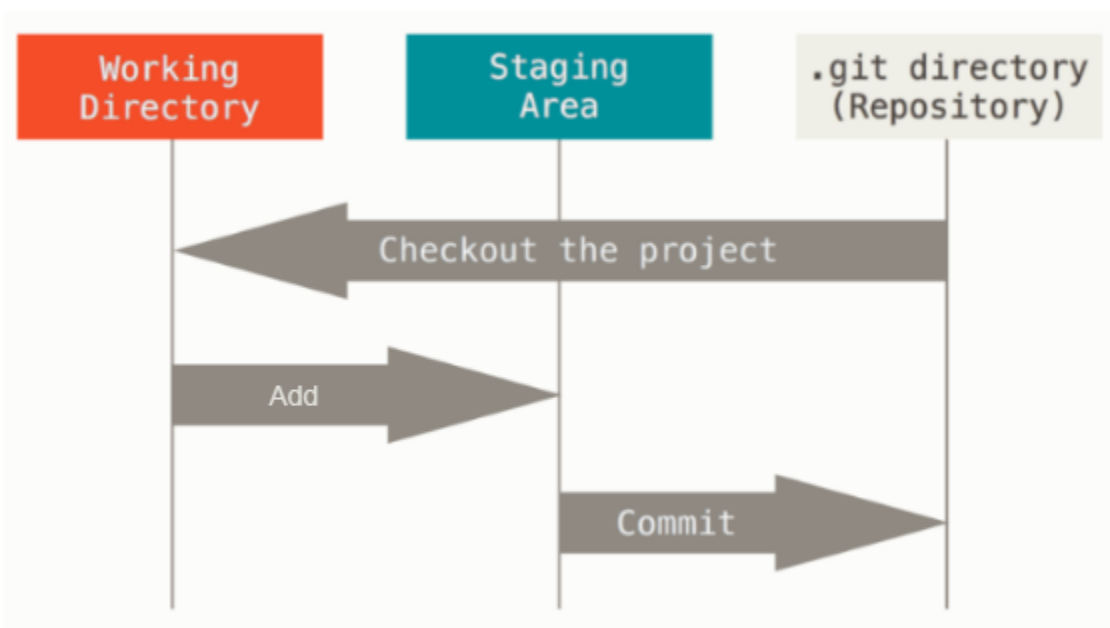 Working
Directory
Staging
Area
.git directory
(Repository)
Checkout the project
Add
Commit